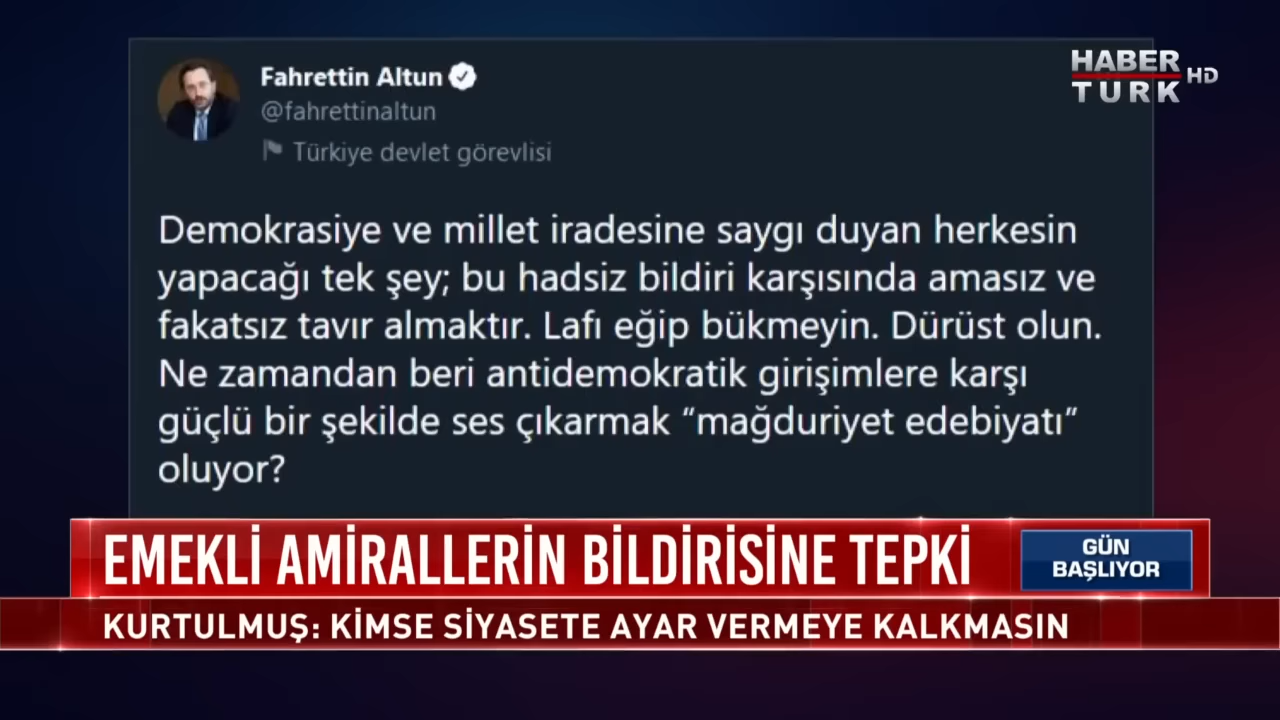 Fahrettin Altun
@fahrettinaltun
Türkiye devlet görevlisi
HABER
TURK HD
Demokrasiye ve millet iradesine saygı duyan herkesin
yapacağı tek şey; bu hadsiz bildiri karşısında amasız ve
fakatsız tavır almaktır. Lafı eğip bükmeyin. Dürüst olun.
Ne zamandan beri antidemokratik girişimlere karşı
güçlü bir şekilde ses çıkarmak “mağduriyet edebiyatı”
oluyor?
EMEKLİ AMİRALLERİN BİLDİRİSİNE TEPKİ
GÜN
BAŞLIYOR
KURTULMUŞ: KİMSE SİYASETE AYAR VERMEYE KALKMASIN